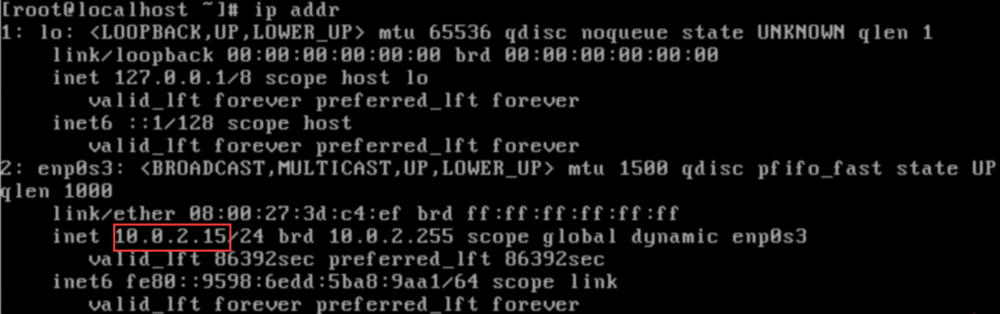 [root@localhost ~]# ip addr
1: lo: <LOOPBACK,UP,LOWER_UP> mtu 65536 qdisc noqueue state UNKNOWN qlen 1
    link/loopback 00:00:00:00:00:00 brd 00:00:00:00:00:00
    inet 127.0.0.1/8 scope host lo
       valid_lft forever preferred_lft forever
    inet6 ::1/128 scope host
       valid_lft forever preferred_lft forever
2: enp0s3: <BROADCAST,MULTICAST,UP,LOWER_UP> mtu 1500 qdisc pfifo_fast state UP
qlen 1000
    link/ether 08:00:27:3d:c4:ef brd ff:ff:ff:ff:ff:ff
    inet 10.0.2.15/24 brd 10.0.2.255 scope global dynamic enp0s3
       valid_lft 86392sec preferred_lft 86392sec
    inet6 fe80::9598:6edd:5ba8:9aa1/64 scope link
       valid_lft forever preferred_lft forever